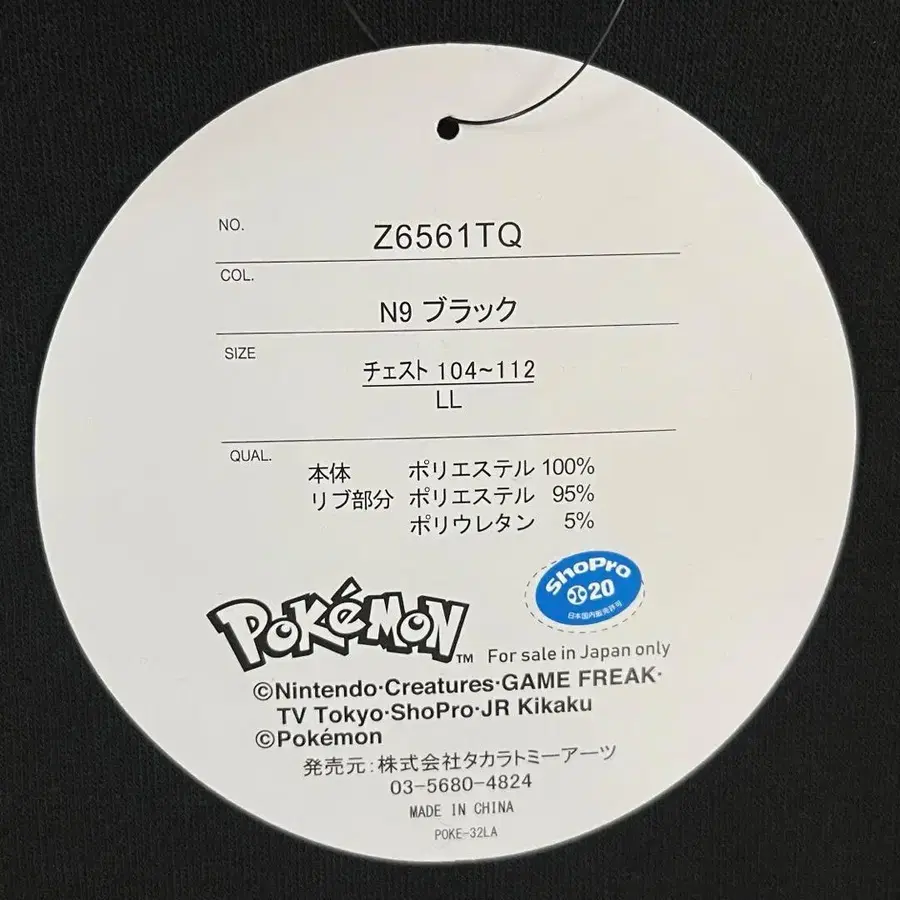 NO.
Z6561TQ
COL.
N9 ブラック
SIZE
チェスト 104~112
LL
QUAL.
本体 ポリエステル 100%
リブ部分 ポリエステル 95%
ポリウレタン 5%
ShoPro
20
日本国内販売許可
POKéMON TM For sale in Japan only
©Nintendo·Creatures·GAME FREAK·
TV Tokyo·ShoPro·JR Kikaku
©Pokémon
発売元:株式会社タカラトミーアーツ
03-5680-4824
MADE IN CHINA
POKE-32LA